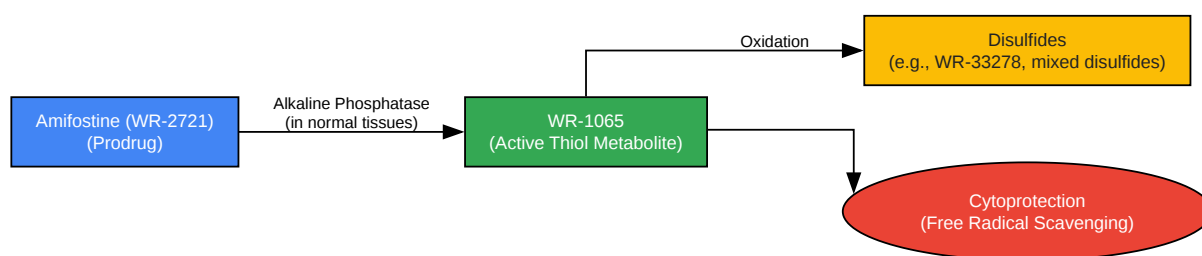 Amifostine (WR-2721)
(Prodrug)
Alkaline Phosphatase
(in normal tissues)
WR-1065
(Active Thiol Metabolite)
Oxidation
Disulfides
(e.g., WR-33278, mixed disulfides)
Cytoprotection
(Free Radical Scavenging)